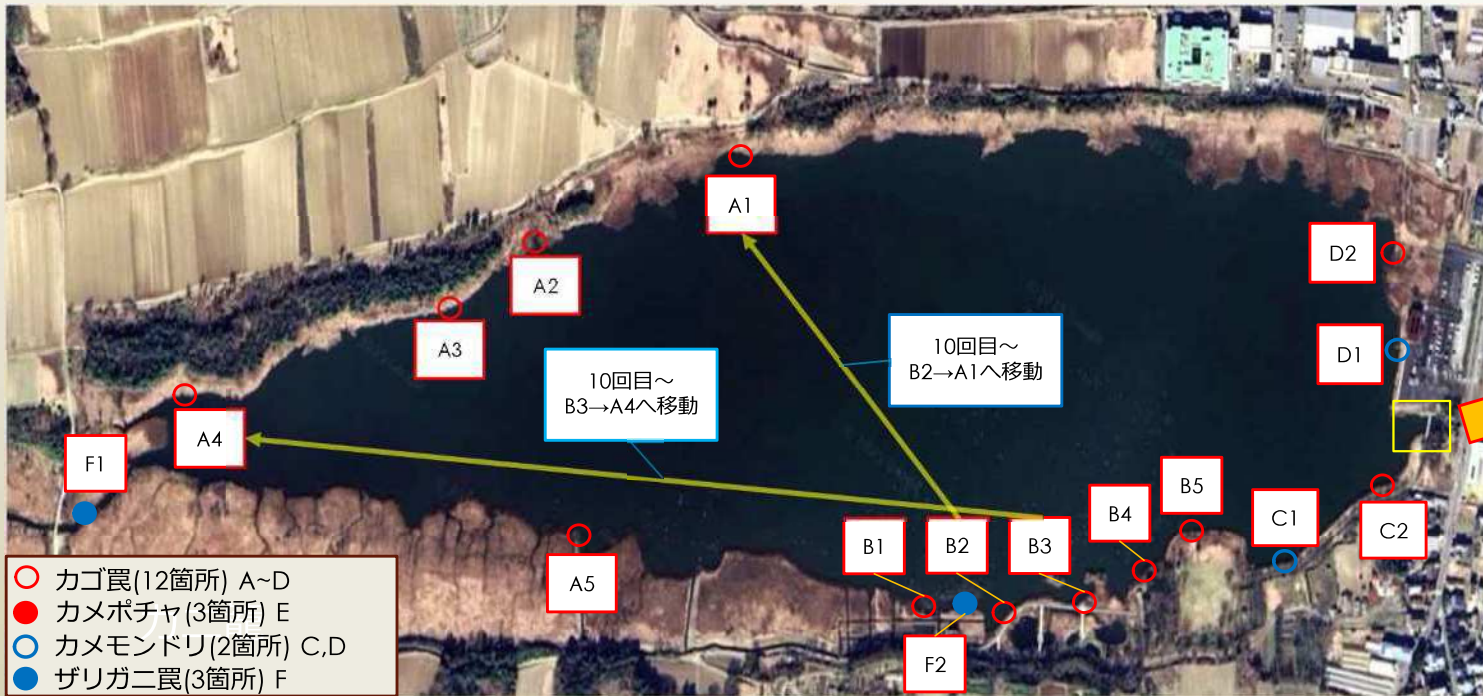 A1
A2
D2
A3
D1
10回目～
B2→A1へ移動
10回目～
B3→A4へ移動
A4
F1
B5
B4
C1
C2
B1
B2
B3
A5
F2
カゴ罠(12箇所) A~D
カメポチャ(3箇所) E
カメモンドリ(2箇所) C,D
ザリガニ罠(3箇所) F